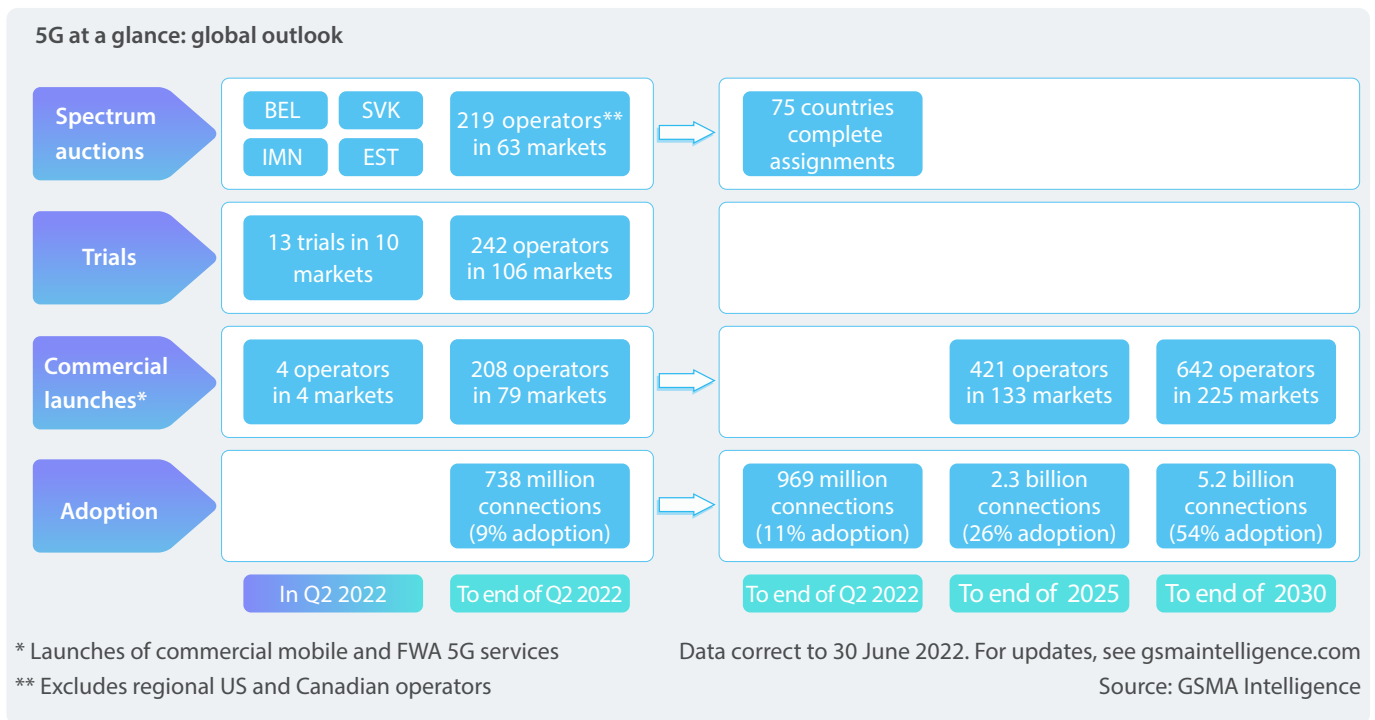 5G at a glance: global outlook
Spectrum
auctions
BEL
SVK
IMN
EST
219 operators**
in 63 markets
75 countries
complete
assignments
Trials
13 trials in 10
markets
242 operators
in 106 markets
Commercial
launches*
4 operators
in 4 markets
208 operators
in 79 markets
421 operators
in 133 markets
642 operators
in 225 markets
Adoption
738 million
connections
(9% adoption)
969 million
connections
(11% adoption)
2.3 billion
connections
(26% adoption)
5.2 billion
connections
(54% adoption)
In Q2 2022
To end of Q2 2022
To end of Q2 2022
To end of 2025
To end of 2030
* Launches of commercial mobile and FWA 5G services
Data correct to 30 June 2022. For updates, see gsmaintelligence.com
** Excludes regional US and Canadian operators
Source: GSMA Intelligence